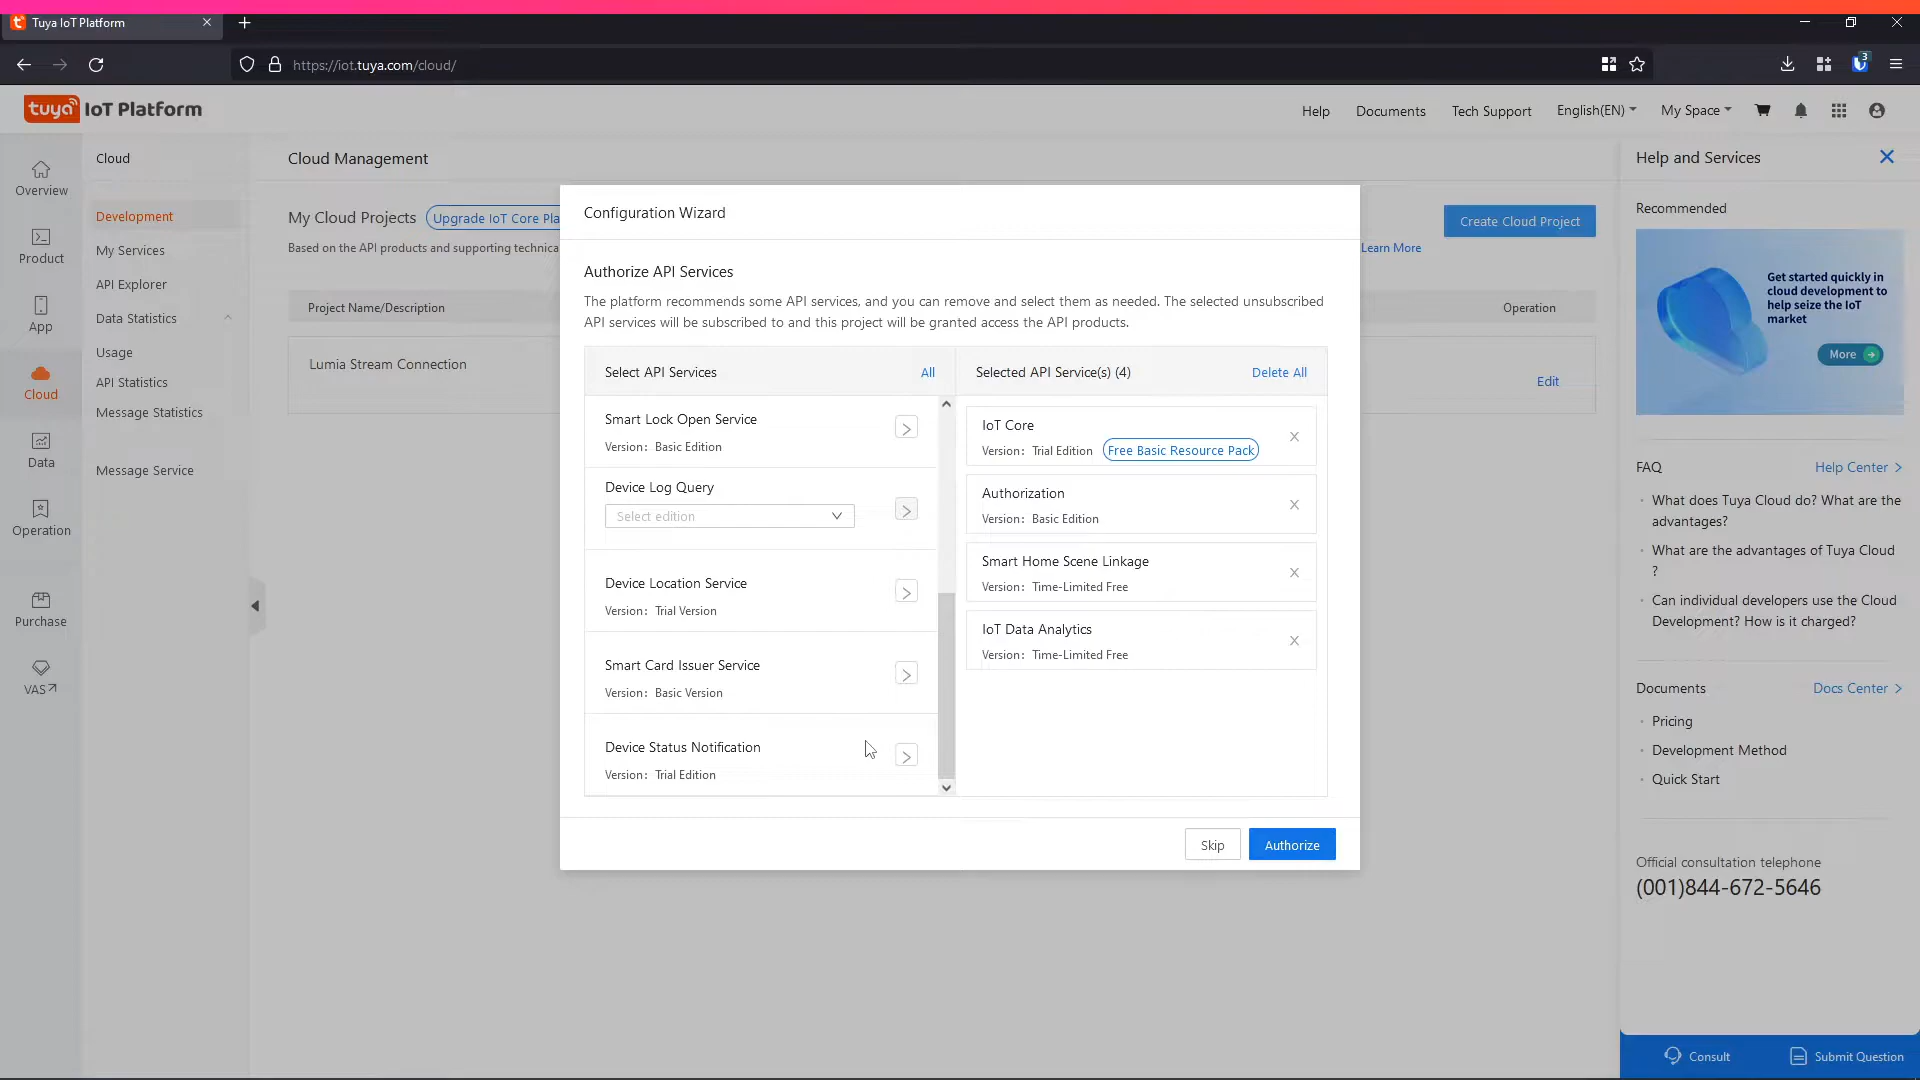 Tuya IoT Platform
https://iot.tuya.com/cloud/
3
tuya IoT Platform
Help
Documents
Tech Support
English(EN)
My Space
Overview
Product
App
Cloud
Data
Operation
Purchase
VAS
Cloud
Development
My Services
API Explorer
Data Statistics
Usage
API Statistics
Message Statistics
Message Service
Cloud Management
My Cloud Projects
Upgrade IoT Core Pla
Based on the API products and supporting technica
Learn More
Create Cloud Project
Project Name/Description
Operation
Lumia Stream Connection
Edit
Configuration Wizard
Authorize API Services
The platform recommends some API services, and you can remove and select them as needed. The selected unsubscribed
API services will be subscribed to and this project will be granted access the API products.
Select API Services
All
Smart Lock Open Service
Version: Basic Edition
Device Log Query
Select edition
Device Location Service
Version: Trial Version
Smart Card Issuer Service
Version: Basic Version
Device Status Notification
Version: Trial Edition
Selected API Service(s) (4)
Delete All
IoT Core
Version: Trial Edition
Free Basic Resource Pack
Authorization
Version: Basic Edition
Smart Home Scene Linkage
Version: Time-Limited Free
IoT Data Analytics
Version: Time-Limited Free
Skip
Authorize
Help and Services
Recommended
Get started quickly in
cloud development to
help seize the IoT
market
More
FAQ
Help Center >
What does Tuya Cloud do? What are the
advantages?
What are the advantages of Tuya Cloud
?
Can individual developers use the Cloud
Development? How is it charged?
Documents
Docs Center >
Pricing
Development Method
Quick Start
Official consultation telephone
(001)844-672-5646
Consult
Submit Question